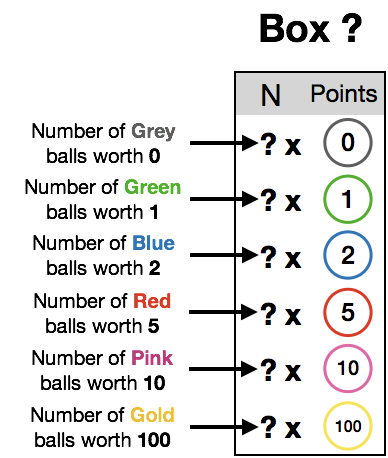 Box ?
N Points
Number of Grey
balls worth 0
? x 0
Number of Green
balls worth 1
? x 1
Number of Blue
balls worth 2
? x 2
Number of Red
balls worth 5
? x 5
Number of Pink
balls worth 10
? x 10
Number of Gold
balls worth 100
? x 100